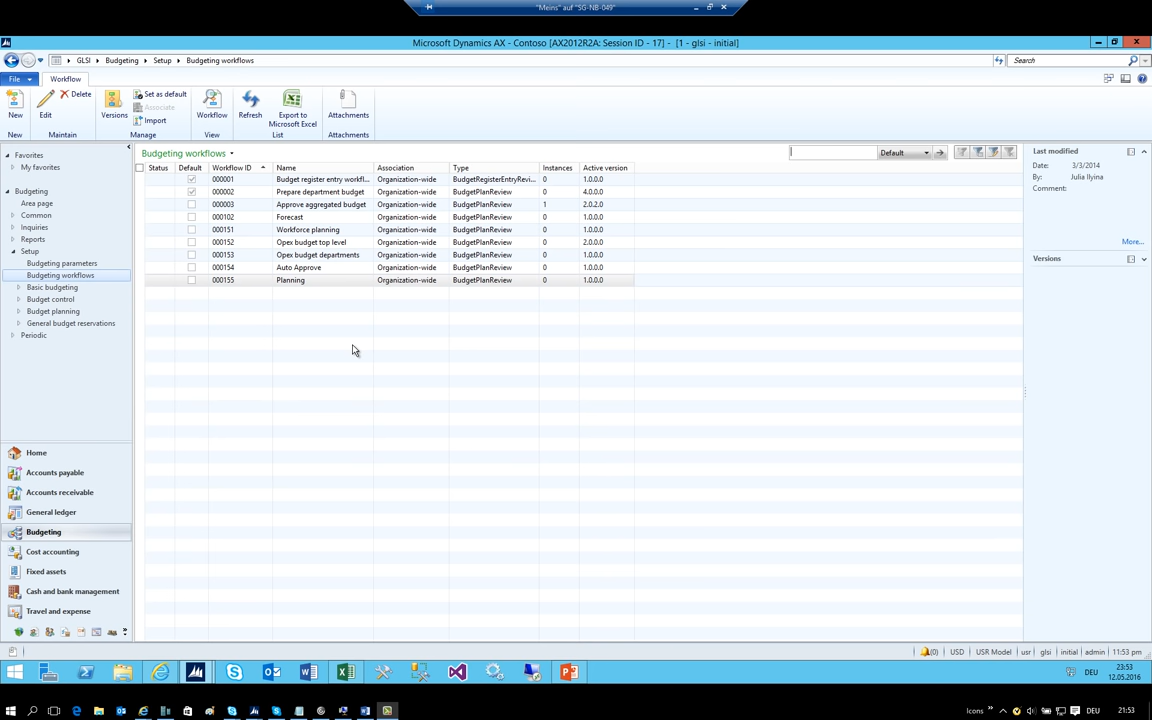 "Meins" auf "SG-NB-049"
Microsoft Dynamics AX - Contoso [AX2012R2A: Session ID - 17] - [1 - glsi - initial]
GLSI Budgeting Setup Budgeting workflows Search
File Workflow
New Edit Delete Versions Set as default Associate Import Workflow Refresh Export to Microsoft Excel Attachments
New Maintain Manage View List Attachments
Favorites
My favorites
Budgeting
Area page
Common
Inquiries
Reports
Setup
Budgeting parameters
Budgeting workflows
Basic budgeting
Budget control
Budget planning
General budget reservations
Periodic
Home
Accounts payable
Accounts receivable
General ledger
Budgeting
Cost accounting
Fixed assets
Cash and bank management
Travel and expense
Budgeting workflows Default
Status Default Workflow ID Name Association Type Instances Active version
000001 Budget register entry workfl... Organization-wide BudgetRegisterEntryRevi... 0 1.0.0.0
000002 Prepare department budget Organization-wide BudgetPlanReview 0 4.0.0.0
000003 Approve aggregated budget Organization-wide BudgetPlanReview 1 2.0.2.0
000102 Forecast Organization-wide BudgetPlanReview 0 1.0.0.0
000151 Workforce planning Organization-wide BudgetPlanReview 0 1.0.0.0
000152 Opex budget top level Organization-wide BudgetPlanReview 0 2.0.0.0
000153 Opex budget departments Organization-wide BudgetPlanReview 0 1.0.0.0
000154 Auto Approve Organization-wide BudgetPlanReview 0 1.0.0.0
000155 Planning Organization-wide BudgetPlanReview 0 1.0.0.0
Last modified
Date: 3/3/2014
By: Julia Ilyina
Comment:
More...
Versions
(0) USD USR Model usr glsi initial admin 11:53 pm
DEU 23:53
12.05.2016
Icons DEU 21:53